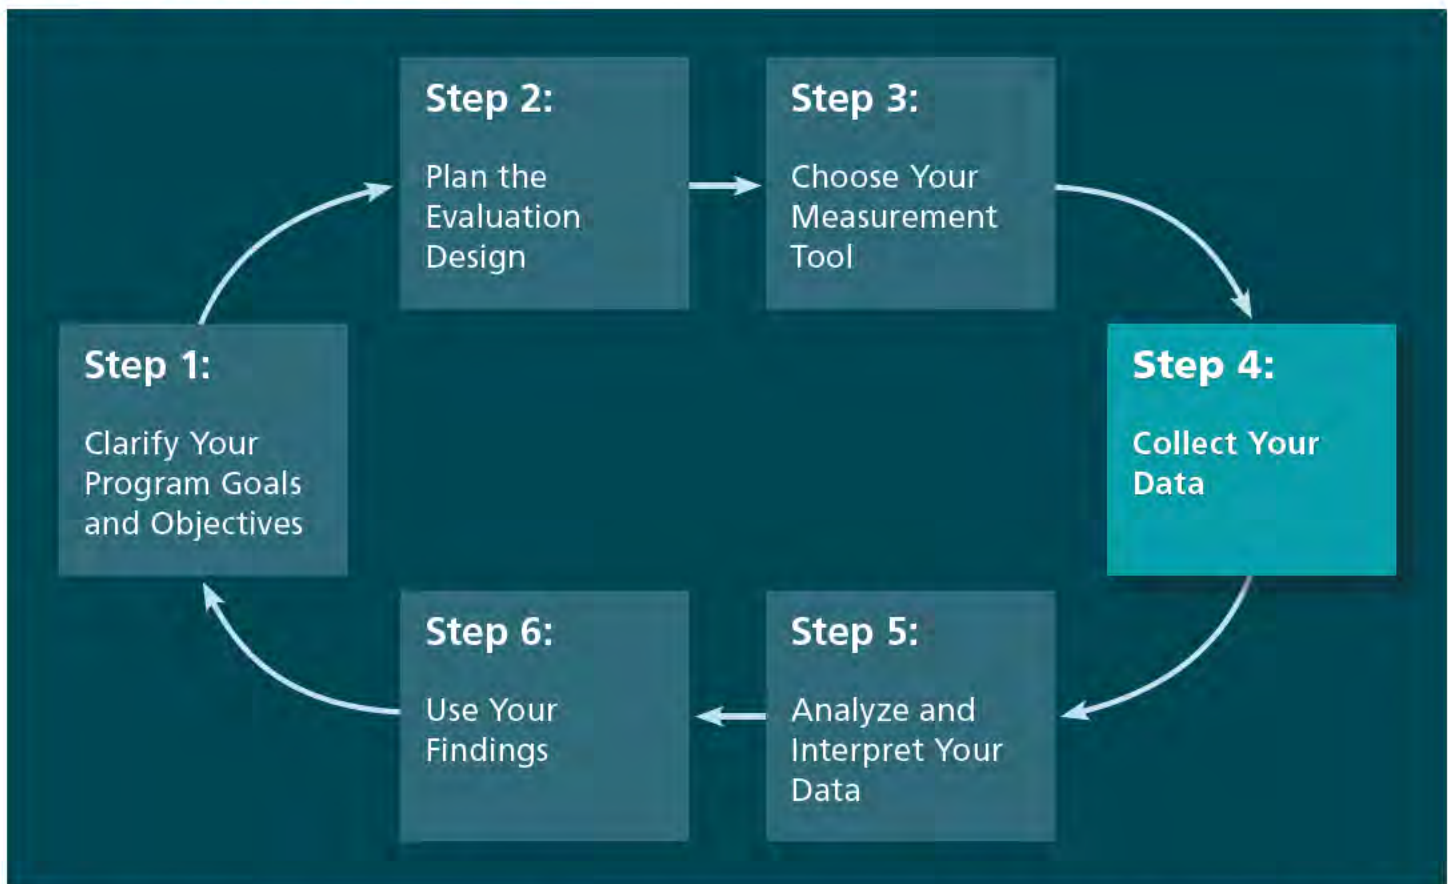 Step 1:
Clarify Your
Program Goals
and Objectives
Step 2:
Plan the
Evaluation
Design
Step 3:
Choose Your
Measurement
Tool
Step 4:
Collect Your
Data
Step 5:
Analyze and
Interpret Your
Data
Step 6:
Use Your
Findings